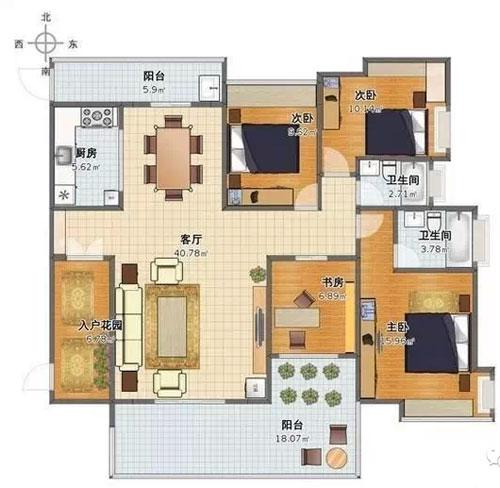 北
西 东
南
阳台
5.9㎡
次卧
10.14㎡
次卧
9.62㎡
厨房
5.62㎡
卫生间
2.71㎡
卫生间
3.78㎡
客厅
40.78㎡
书房
6.89㎡
入户花园
6.78㎡
主卧
15.96㎡
阳台
18.07㎡